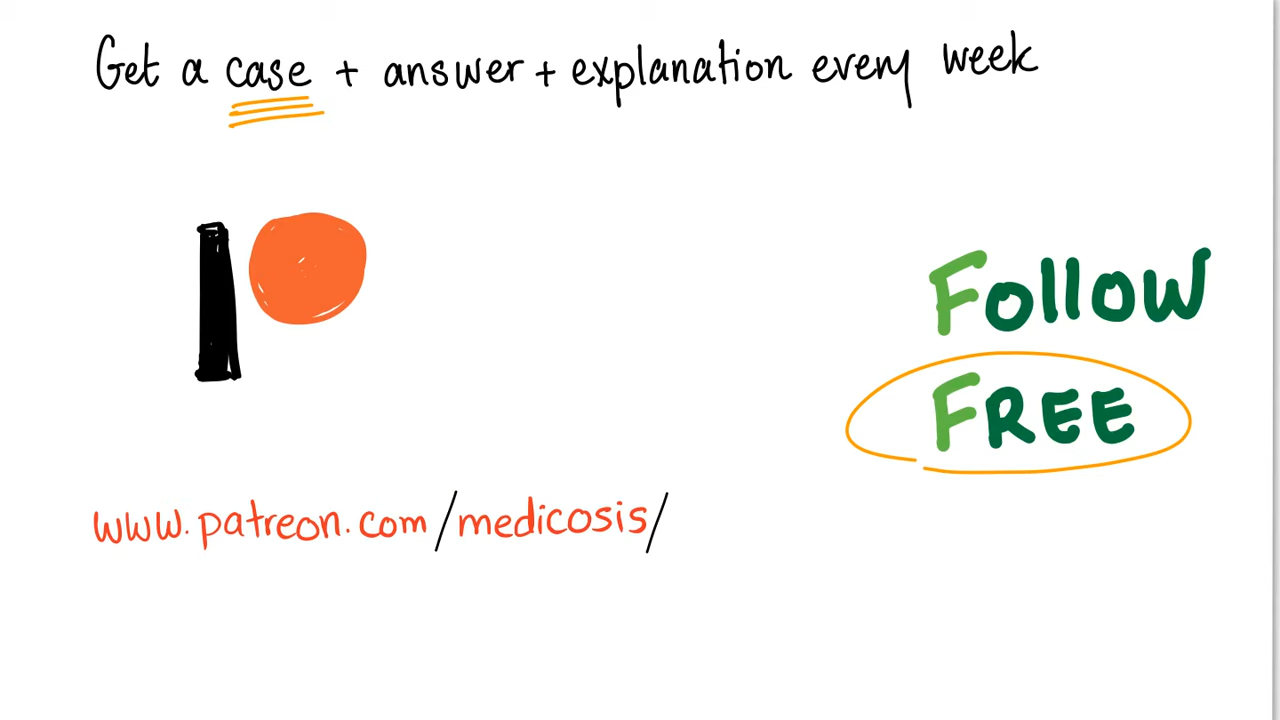 Get a case + answer + explanation every week
Follow
FREE
www.patreon.com/medicosis/